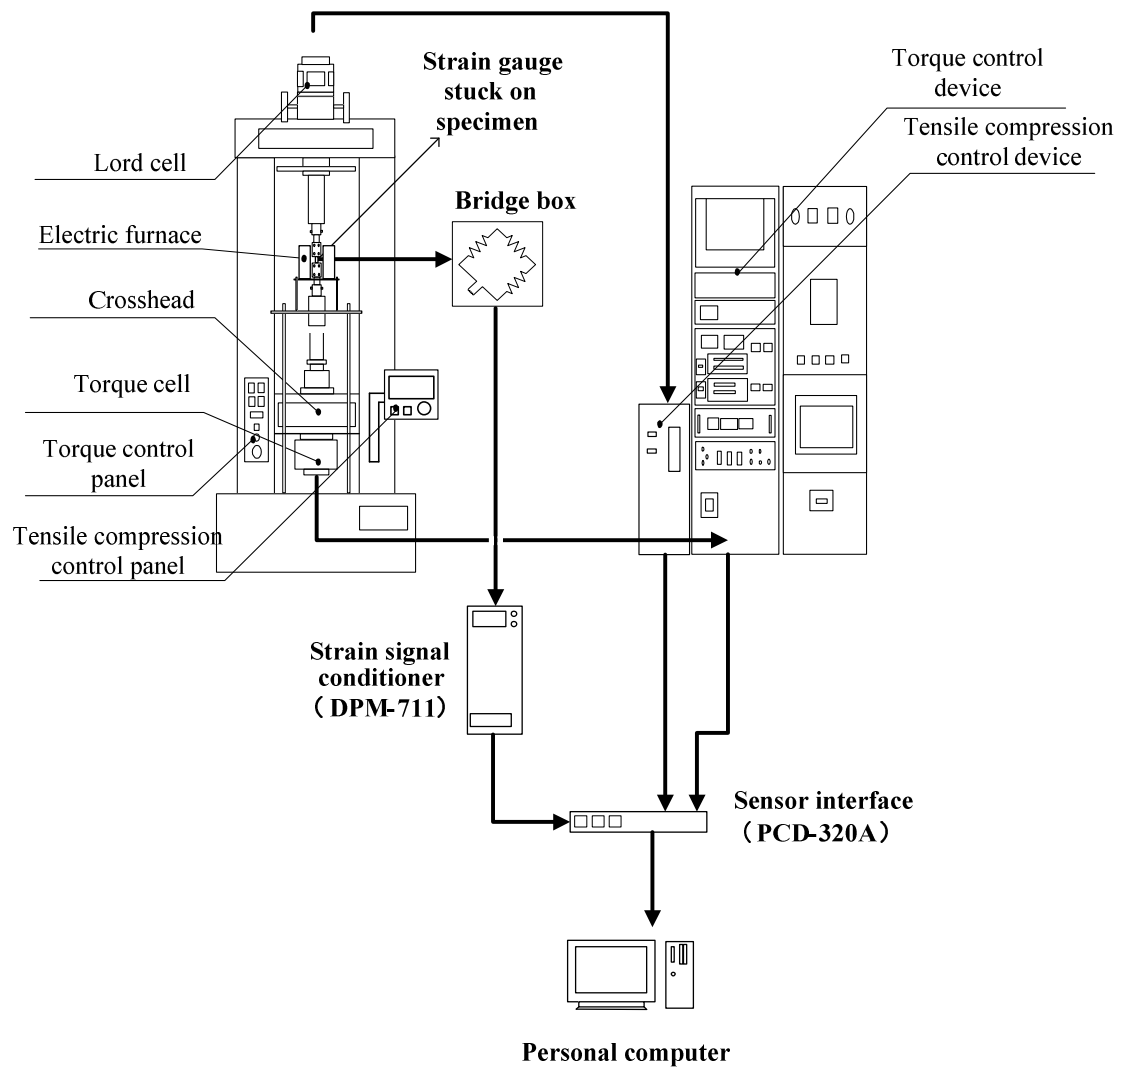 Strain gauge
stuck on
specimen
Torque control
device
Tensile compression
control device
Lord cell
Bridge box
Electric furnace
Crosshead
Torque cell
Torque control
panel
Tensile compression
control panel
Strain signal
conditioner
（DPM-711）
Sensor interface
（PCD-320A）
Personal computer